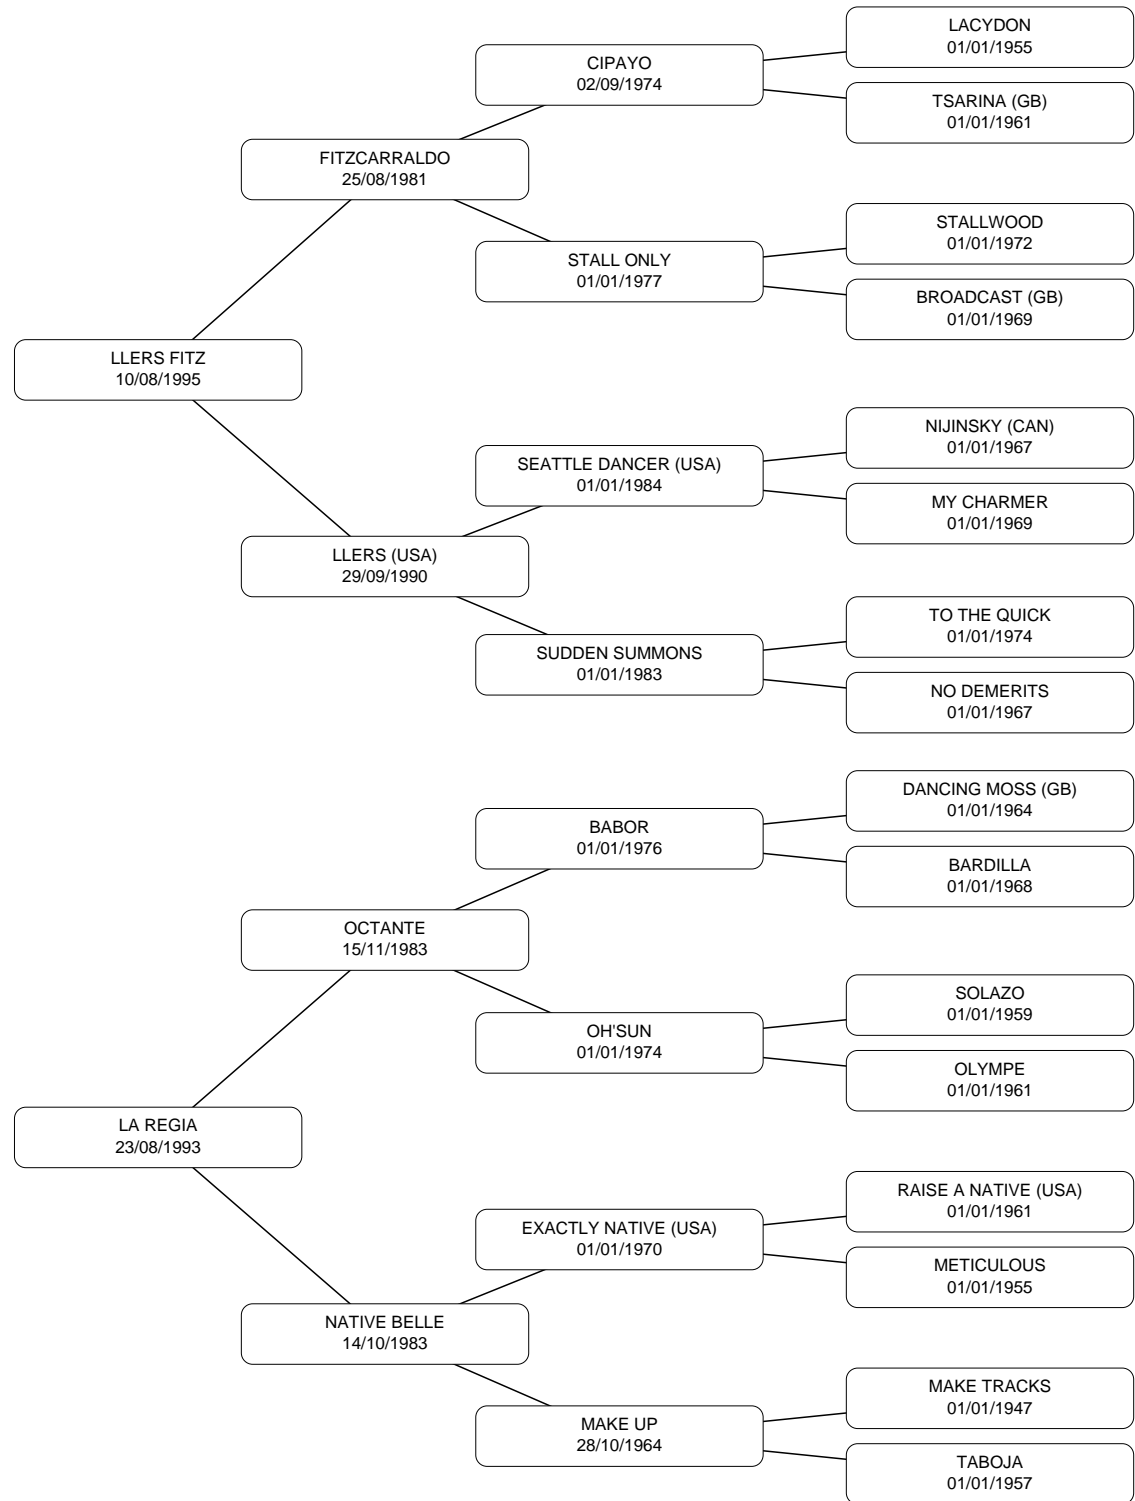 LACYDON
01/01/1955
CIPAYO
02/09/1974
TSARINA (GB)
01/01/1961
FITZCARRALDO
25/08/1981
STALLWOOD
01/01/1972
STALL ONLY
01/01/1977
BROADCAST (GB)
01/01/1969
LLERS FITZ
10/08/1995
NIJINSKY (CAN)
01/01/1967
SEATTLE DANCER (USA)
01/01/1984
MY CHARMER
01/01/1969
LLERS (USA)
29/09/1990
TO THE QUICK
01/01/1974
SUDDEN SUMMONS
01/01/1983
NO DEMERITS
01/01/1967
DANCING MOSS (GB)
01/01/1964
BABOR
01/01/1976
BARDILLA
01/01/1968
OCTANTE
15/11/1983
SOLAZO
01/01/1959
OH'SUN
01/01/1974
OLYMPE
01/01/1961
LA REGIA
23/08/1993
RAISE A NATIVE (USA)
01/01/1961
EXACTLY NATIVE (USA)
01/01/1970
METICULOUS
01/01/1955
NATIVE BELLE
14/10/1983
MAKE TRACKS
01/01/1947
MAKE UP
28/10/1964
TABOJA
01/01/1957